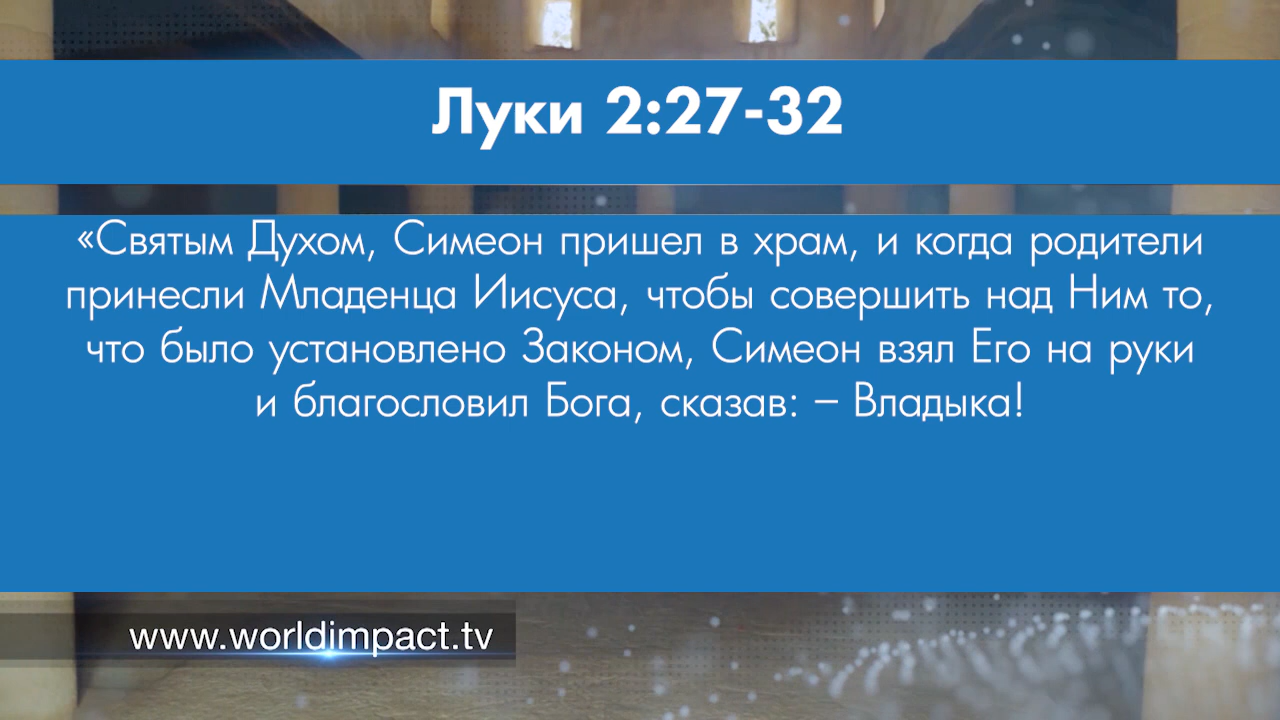 Луки 2:27-32
«Святым Духом, Симеон пришел в храм, и когда родители
принесли Младенца Иисуса, чтобы совершить над Ним то,
что было установлено Законом, Симеон взял Его на руки
и благословил Бога, сказав: – Владыка!
www.worldimpact.tv